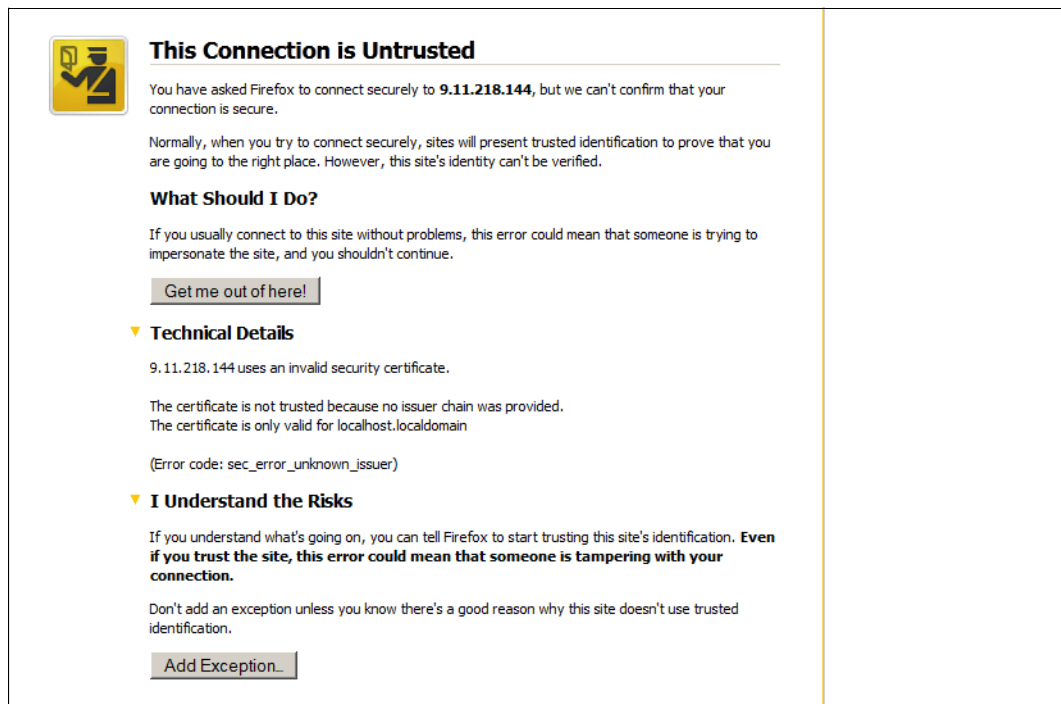 This Connection is Untrusted
You have asked Firefox to connect securely to 9.11.218.144, but we can't confirm that your
connection is secure.
Normally, when you try to connect securely, sites will present trusted identification to prove that you
are going to the right place. However, this site's identity can't be verified.
What Should I Do?
If you usually connect to this site without problems, this error could mean that someone is trying to
impersonate the site, and you shouldn't continue.
Get me out of here!
Technical Details
9.11.218.144 uses an invalid security certificate.
The certificate is not trusted because no issuer chain was provided.
The certificate is only valid for localhost.localdomain
(Error code: sec_error_unknown_issuer)
I Understand the Risks
If you understand what's going on, you can tell Firefox to start trusting this site's identification. Even
if you trust the site, this error could mean that someone is tampering with your
connection.
Don't add an exception unless you know there's a good reason why this site doesn't use trusted
identification.
Add Exception...